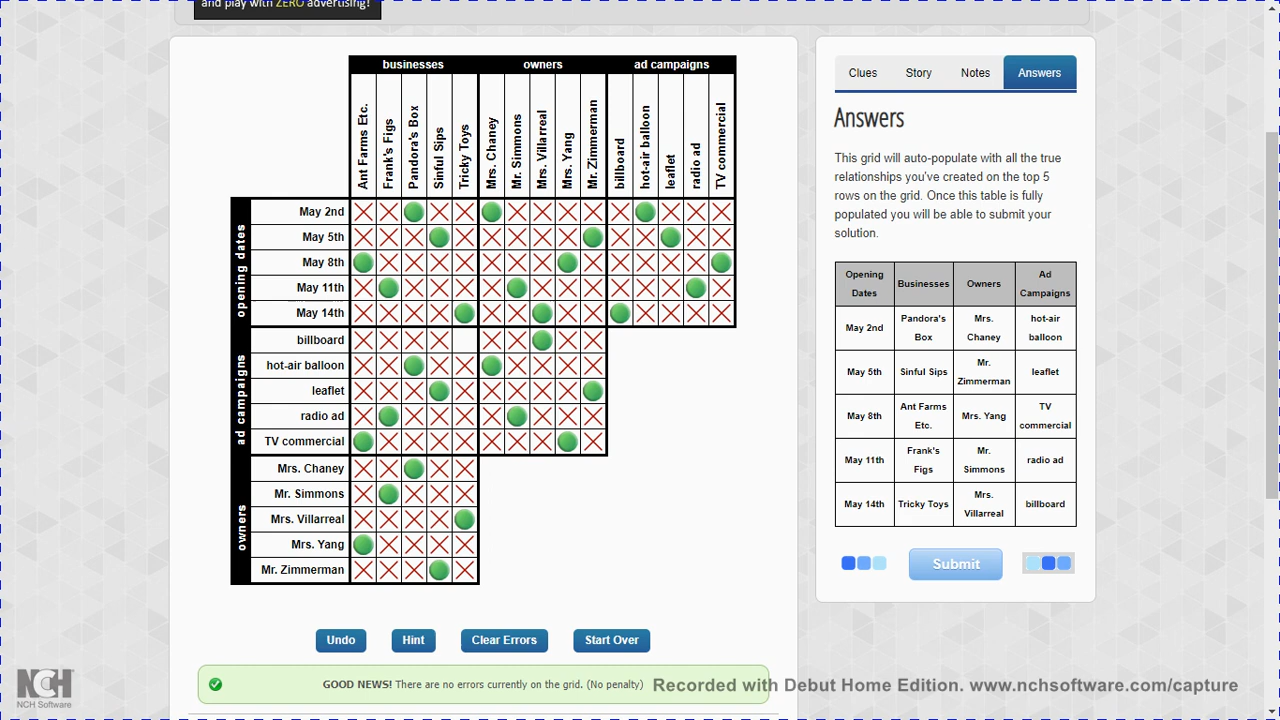 and play with ZERO advertising!
businesses owners ad campaigns
Ant Farms Etc.
Frank's Figs
Pandora's Box
Sinful Sips
Tricky Toys
Mrs. Chaney
Mr. Simmons
Mrs. Villarreal
Mrs. Yang
Mr. Zimmerman
billboard
hot-air balloon
leaflet
radio ad
TV commercial
opening dates
May 2nd
May 5th
May 8th
May 11th
May 14th
ad campaigns
billboard
hot-air balloon
leaflet
radio ad
TV commercial
owners
Mrs. Chaney
Mr. Simmons
Mrs. Villarreal
Mrs. Yang
Mr. Zimmerman
Undo Hint Clear Errors Start Over
GOOD NEWS! There are no errors currently on the grid. (No penalty)
Clues Story Notes Answers
Answers
This grid will auto-populate with all the true
relationships you've created on the top 5
rows on the grid. Once this table is fully
populated you will be able to submit your
solution.
Opening Dates Businesses Owners Ad Campaigns
May 2nd Pandora's Box Mrs. Chaney hot-air balloon
May 5th Sinful Sips Mr. Zimmerman leaflet
May 8th Ant Farms Etc. Mrs. Yang TV commercial
May 11th Frank's Figs Mr. Simmons radio ad
May 14th Tricky Toys Mrs. Villarreal billboard
Submit
NCH
NCH Software
Recorded with Debut Home Edition. www.nchsoftware.com/capture